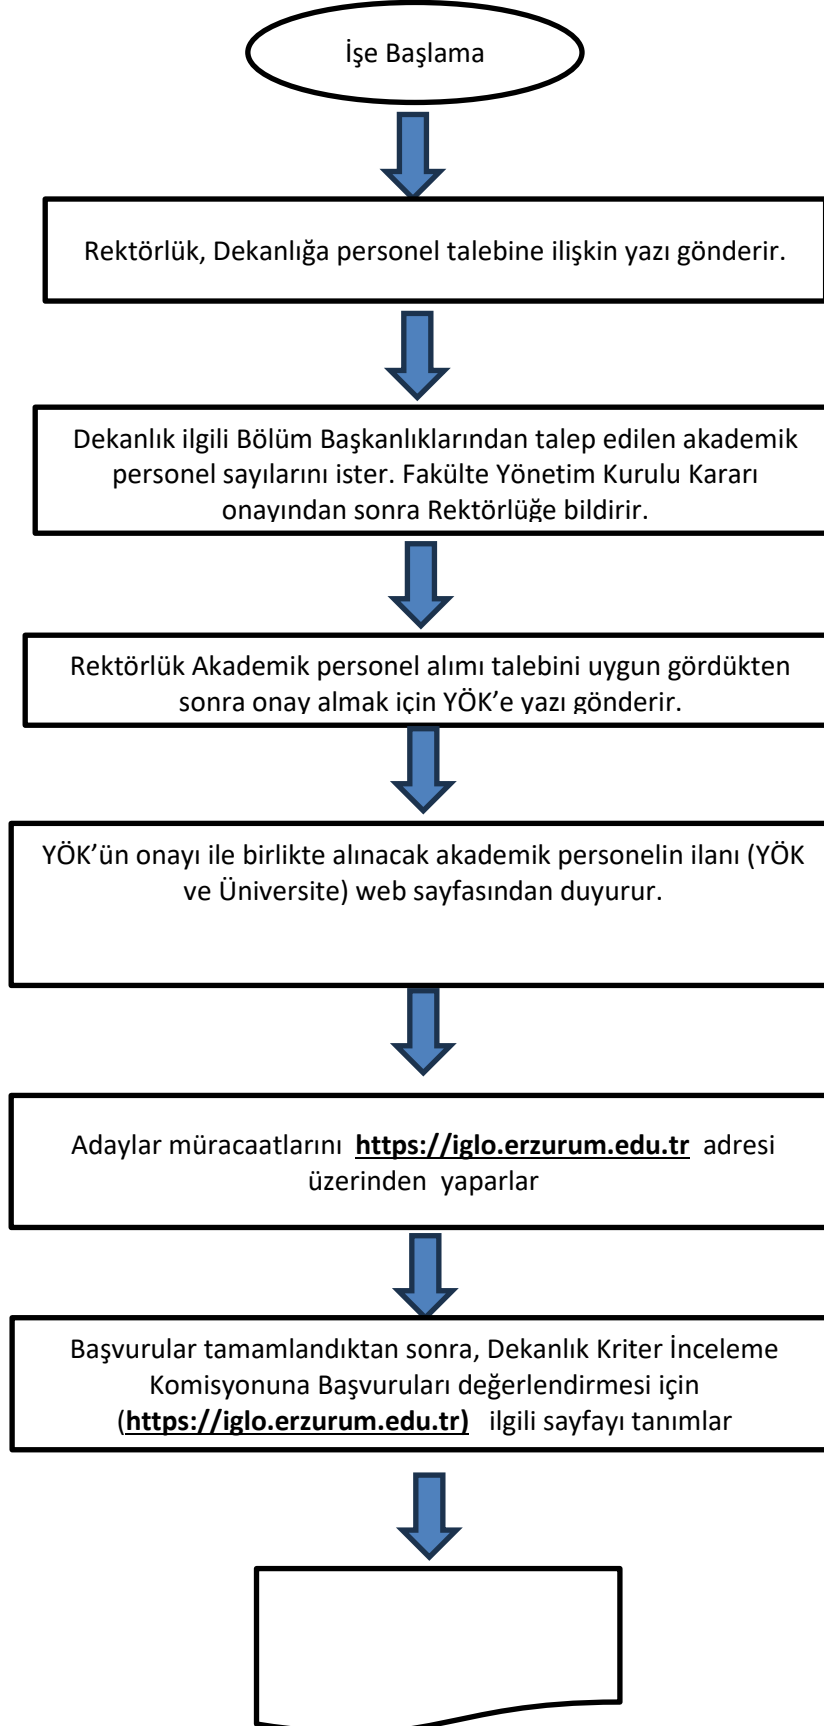 İşe Başlama
Rektörlük, Dekanlığa personel talebine ilişkin yazı gönderir.
Dekanlık ilgili Bölüm Başkanlıklarından talep edilen akademik
personel sayılarını ister. Fakülte Yönetim Kurulu Kararı
onayından sonra Rektörlüğe bildirir.
Rektörlük Akademik personel alımı talebini uygun gördükten
sonra onay almak için YÖK’e yazı gönderir.
YÖK’ün onayı ile birlikte alınacak akademik personelin ilanı (YÖK
ve Üniversite) web sayfasından duyurur.
Adaylar müracaatlarını https://iglo.erzurum.edu.tr adresi
üzerinden yaparlar
Başvurular tamamlandıktan sonra, Dekanlık Kriter İnceleme
Komisyonuna Başvuruları değerlendirmesi için
(https://iglo.erzurum.edu.tr) ilgili sayfayı tanımlar